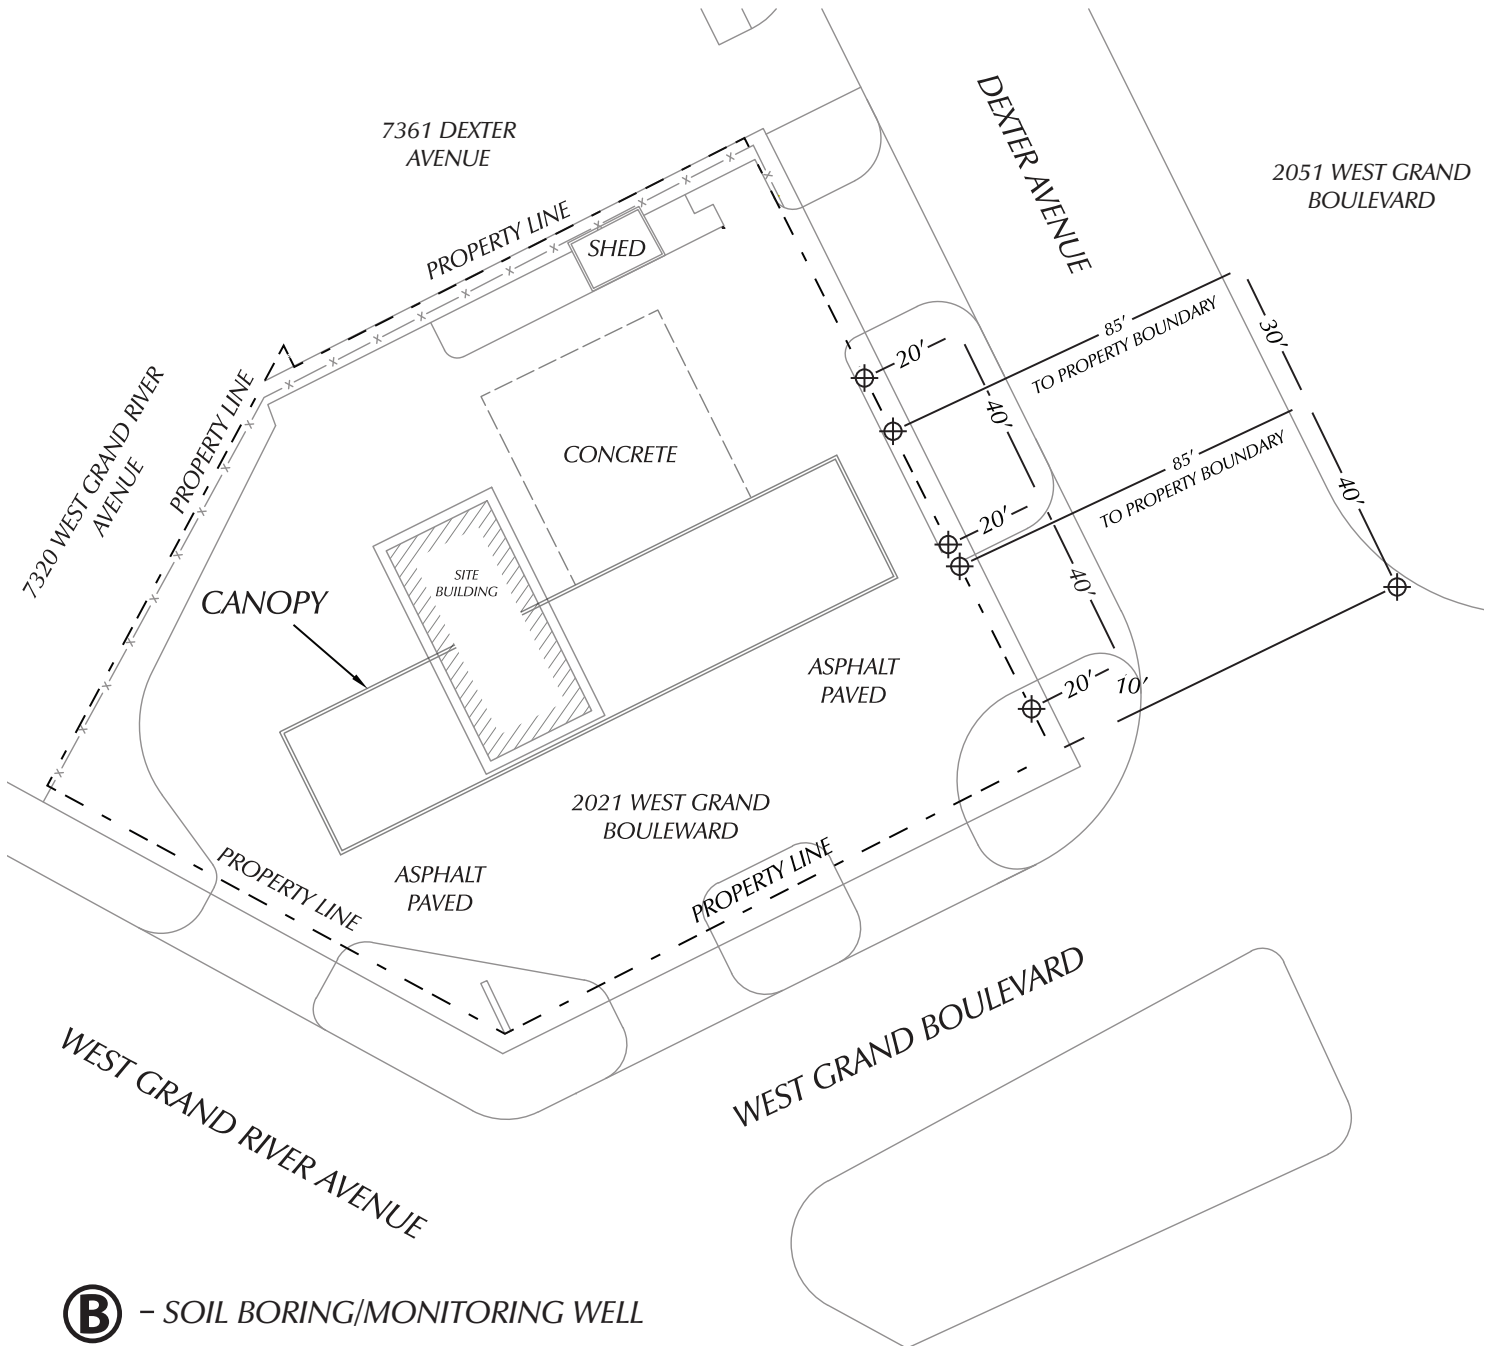 DEXTER AVENUE
7361 DEXTER
AVENUE
2051 WEST GRAND
BOULEVARD
PROPERTY LINE
SHED
85′
TO PROPERTY BOUNDARY
30′
20′
40′
7320 WEST GRAND RIVER
AVENUE
PROPERTY LINE
CONCRETE
85′
TO PROPERTY BOUNDARY
40′
20′
40′
SITE
BUILDING
CANOPY
ASPHALT
PAVED
20′
10′
2021 WEST GRAND
BOULEWARD
PROPERTY LINE
PROPERTY LINE
ASPHALT
PAVED
WEST GRAND BOULEVARD
WEST GRAND RIVER AVENUE
B – SOIL BORING/MONITORING WELL